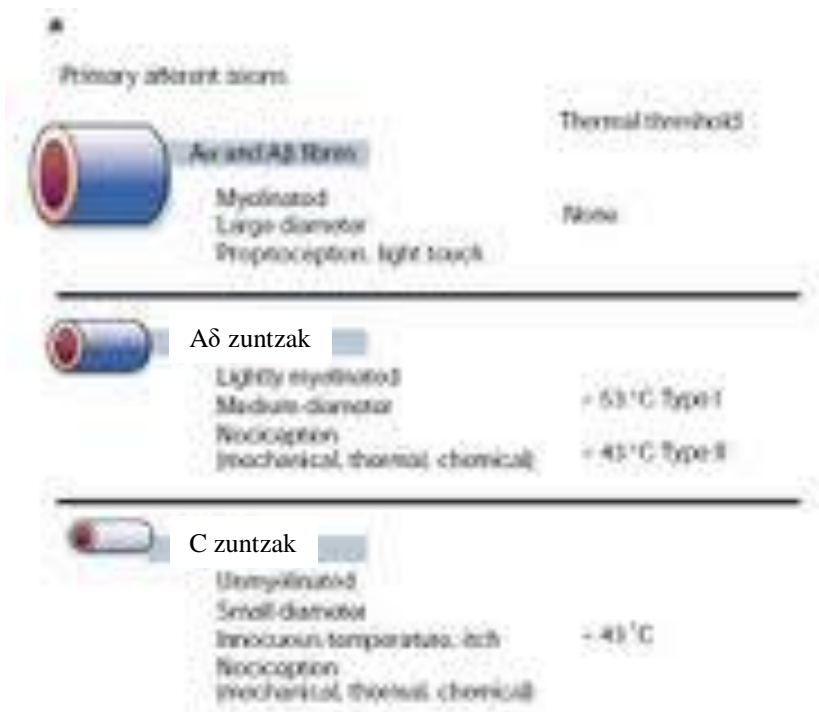 a
Primary afferent axons
Thermal threshold
Aα and Aβ fibres
Myelinated
Large diameter
Proprioception, light touch
None
Aδ zuntzak
Lightly myelinated
Medium diameter
Nociception
(mechanical, thermal, chemical)
53 °C Type I
43 °C Type II
C zuntzak
Unmyelinated
Small diameter
Innocuous temperature, itch
Nociception
(mechanical, thermal, chemical)
43 °C